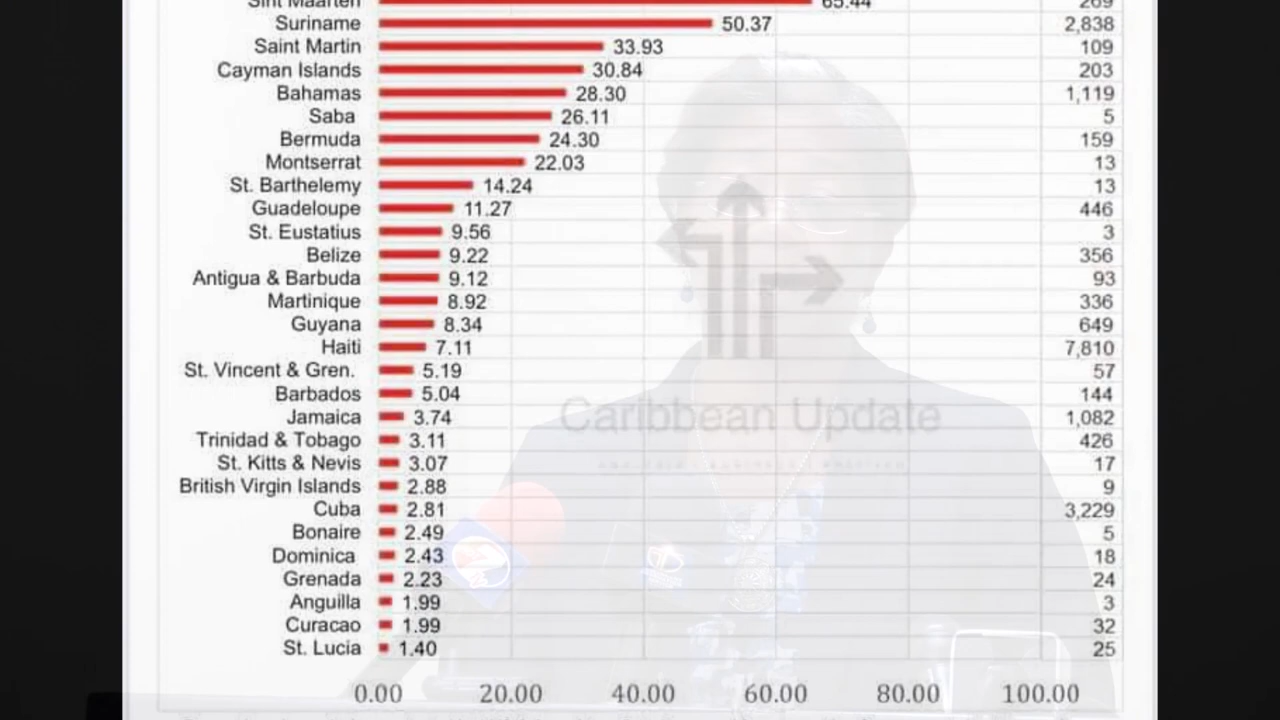 Sint Maarten 65.44 269
Suriname 50.37 2,838
Saint Martin 33.93 109
Cayman Islands 30.84 203
Bahamas 28.30 1,119
Saba 26.11 5
Bermuda 24.30 159
Montserrat 22.03 13
St. Barthelemy 14.24 13
Guadeloupe 11.27 446
St. Eustatius 9.56 3
Belize 9.22 356
Antigua & Barbuda 9.12 93
Martinique 8.92 336
Guyana 8.34 649
Haiti 7.11 7,810
St. Vincent & Gren. 5.19 57
Barbados 5.04 144
Jamaica 3.74 1,082
Caribbean Update
Trinidad & Tobago 3.11 426
St. Kitts & Nevis 3.07 17
British Virgin Islands 2.88 9
Cuba 2.81 3,229
Bonaire 2.49 5
Dominica 2.43 18
Grenada 2.23 24
Anguilla 1.99 3
Curacao 1.99 32
St. Lucia 1.40 25
0.00 20.00 40.00 60.00 80.00 100.00